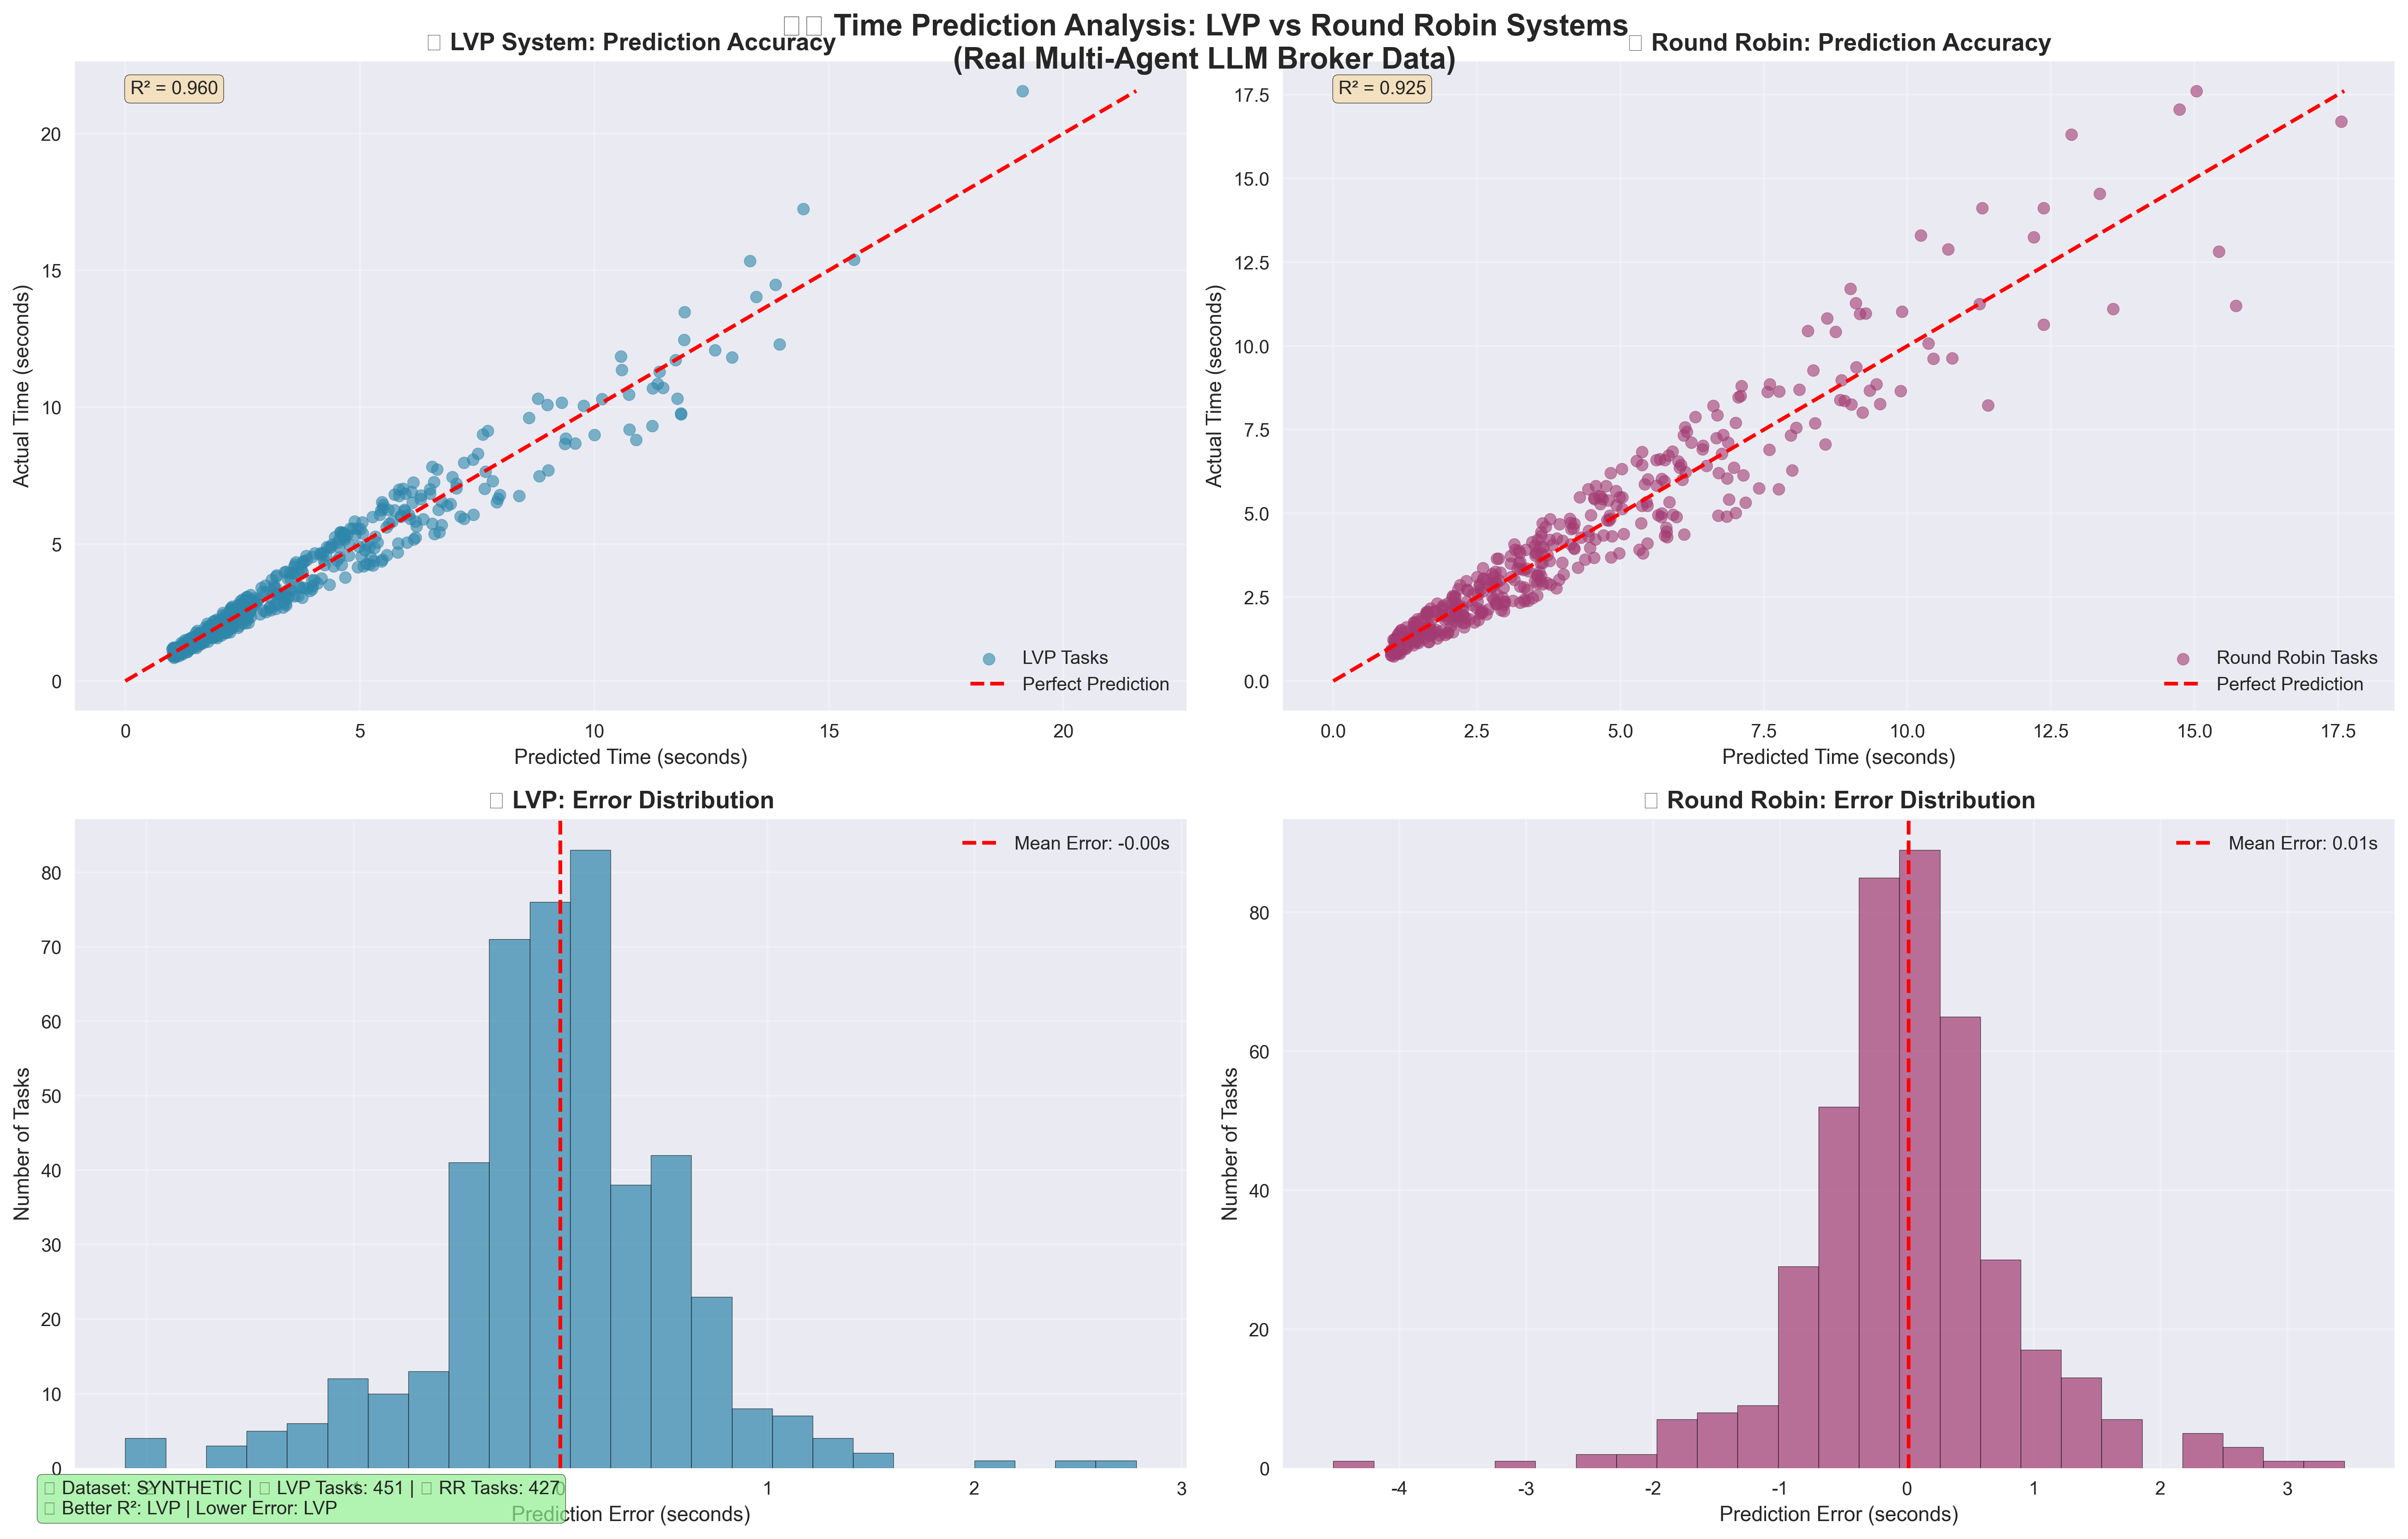 Time Prediction Analysis: LVP vs Round Robin Systems
(Real Multi-Agent LLM Broker Data)
LVP System: Prediction Accuracy
R² = 0.960
20
15
10
5
0
Actual Time (seconds)
LVP Tasks
Perfect Prediction
0 5 10 15 20
Predicted Time (seconds)
Round Robin: Prediction Accuracy
R² = 0.925
17.5
15.0
12.5
10.0
7.5
5.0
2.5
0.0
Actual Time (seconds)
Round Robin Tasks
Perfect Prediction
0.0 2.5 5.0 7.5 10.0 12.5 15.0 17.5
Predicted Time (seconds)
LVP: Error Distribution
Mean Error: -0.00s
80
70
60
50
40
30
20
10
0
Number of Tasks
1 2 3
Prediction Error (seconds)
Dataset: SYNTHETIC | LVP Tasks: 451 | RR Tasks: 427
Better R²: LVP | Lower Error: LVP
Round Robin: Error Distribution
Mean Error: 0.01s
80
60
40
20
0
Number of Tasks
-4 -3 -2 -1 0 1 2 3
Prediction Error (seconds)